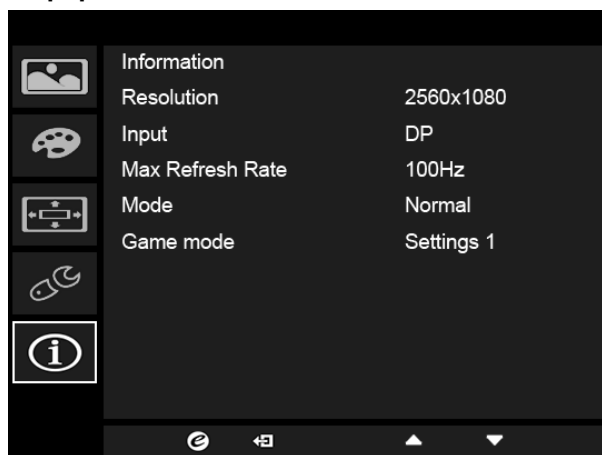 Information
Resolution 2560x1080
Input DP
Max Refresh Rate 100Hz
Mode Normal
Game mode Settings 1